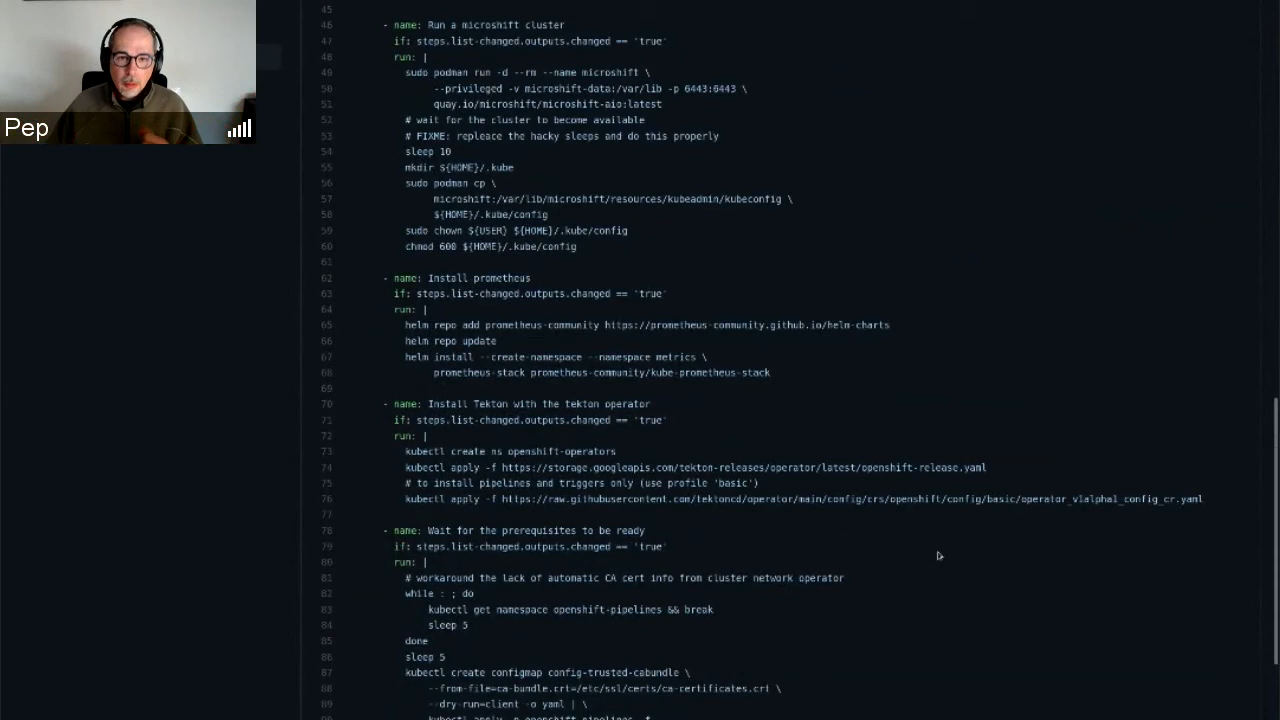 Pep
45
46 - name: Run a microshift cluster
47 if: steps.list-changed.outputs.changed == 'true'
48 run: |
49 sudo podman run -d --rm --name microshift \
50 --privileged -v microshift-data:/var/lib -p 6443:6443 \
51 quay.io/microshift/microshift-aio:latest
52 # wait for the cluster to become available
53 # FIXME: repleace the hacky sleeps and do this properly
54 sleep 10
55 mkdir ${HOME}/.kube
56 sudo podman cp \
57 microshift:/var/lib/microshift/resources/kubeadmin/kubeconfig \
58 ${HOME}/.kube/config
59 sudo chown ${USER} ${HOME}/.kube/config
60 chmod 600 ${HOME}/.kube/config
61
62 - name: Install prometheus
63 if: steps.list-changed.outputs.changed == 'true'
64 run: |
65 helm repo add prometheus-community https://prometheus-community.github.io/helm-charts
66 helm repo update
67 helm install --create-namespace --namespace metrics \
68 prometheus-stack prometheus-community/kube-prometheus-stack
69
70 - name: Install Tekton with the tekton operator
71 if: steps.list-changed.outputs.changed == 'true'
72 run: |
73 kubectl create ns openshift-operators
74 kubectl apply -f https://storage.googleapis.com/tekton-releases/operator/latest/openshift-release.yaml
75 # to install pipelines and triggers only (use profile 'basic')
76 kubectl apply -f https://raw.githubusercontent.com/tektoncd/operator/main/config/crs/openshift/config/basic/operator_v1alpha1_config_cr.yaml
77
78 - name: Wait for the prerequisites to be ready
79 if: steps.list-changed.outputs.changed == 'true'
80 run: |
81 # workaround the lack of automatic CA cert info from cluster network operator
82 while : ; do
83 kubectl get namespace openshift-pipelines && break
84 sleep 5
85 done
86 sleep 5
87 kubectl create configmap config-trusted-cabundle \
88 --from-file=ca-bundle.crt=/etc/ssl/certs/ca-certificates.crt \
89 --dry-run=client -o yaml | \